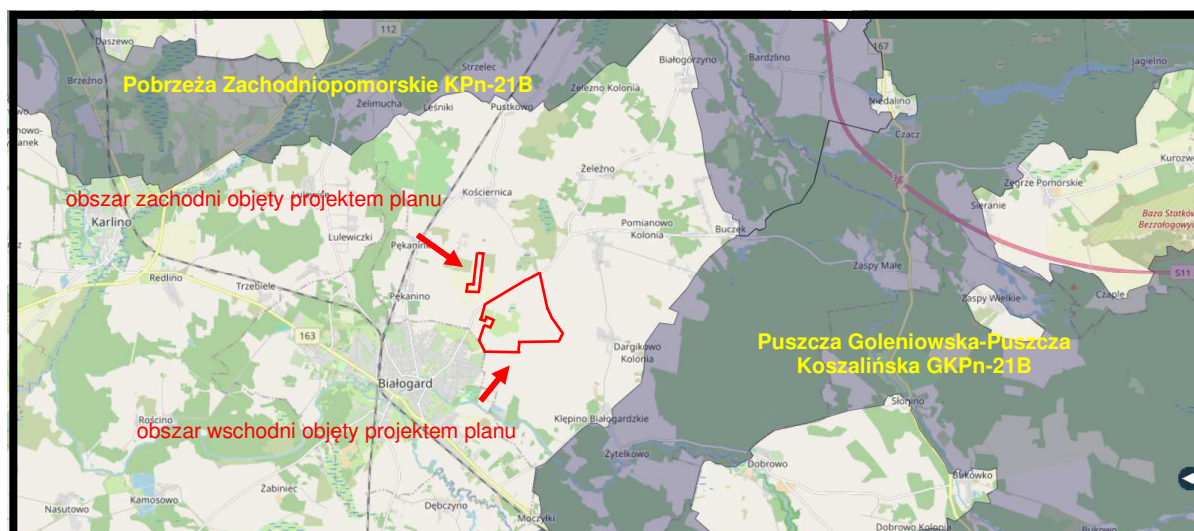 112
Daszewo
Strzelec
Białogórzyno
Bardzlino
167
Jagielno
Brzeźno
Pobrzeża Zachodniopomorskie KPn-21B
Żelimucha
Leśniki
Pustkowo
Żelezno Kolonia
Niedalino
Czacz
Kurozwę
Żeleźno
Zegrze Pomorskie
obszar zachodni objęty projektem planu
Kościernica
Sieranie
Karlino
Lulewice
Lulewiczki
Pękanino
Pomianowo
Kolonia
Buczek
Baza Statków
Bezzałogowych
Redlino
Trzebiele
Pękanino
Zaspy Małe
S11
Zaspy Wielkie
Czaple
163
Dargikowo
Kolonia
Puszcza Goleniowska-Puszcza
Koszalińska GKPn-21B
Białogard
Rościno
Słonino
obszar wschodni objęty projektem planu
Klępino Białogardzkie
Żytelkowo
Dobrowo
Bukówko
Nasutowo
Kamosowo
Żabiniec
Dębczyno
Moczyłki
Dobrowo Kolonia
Bukowo